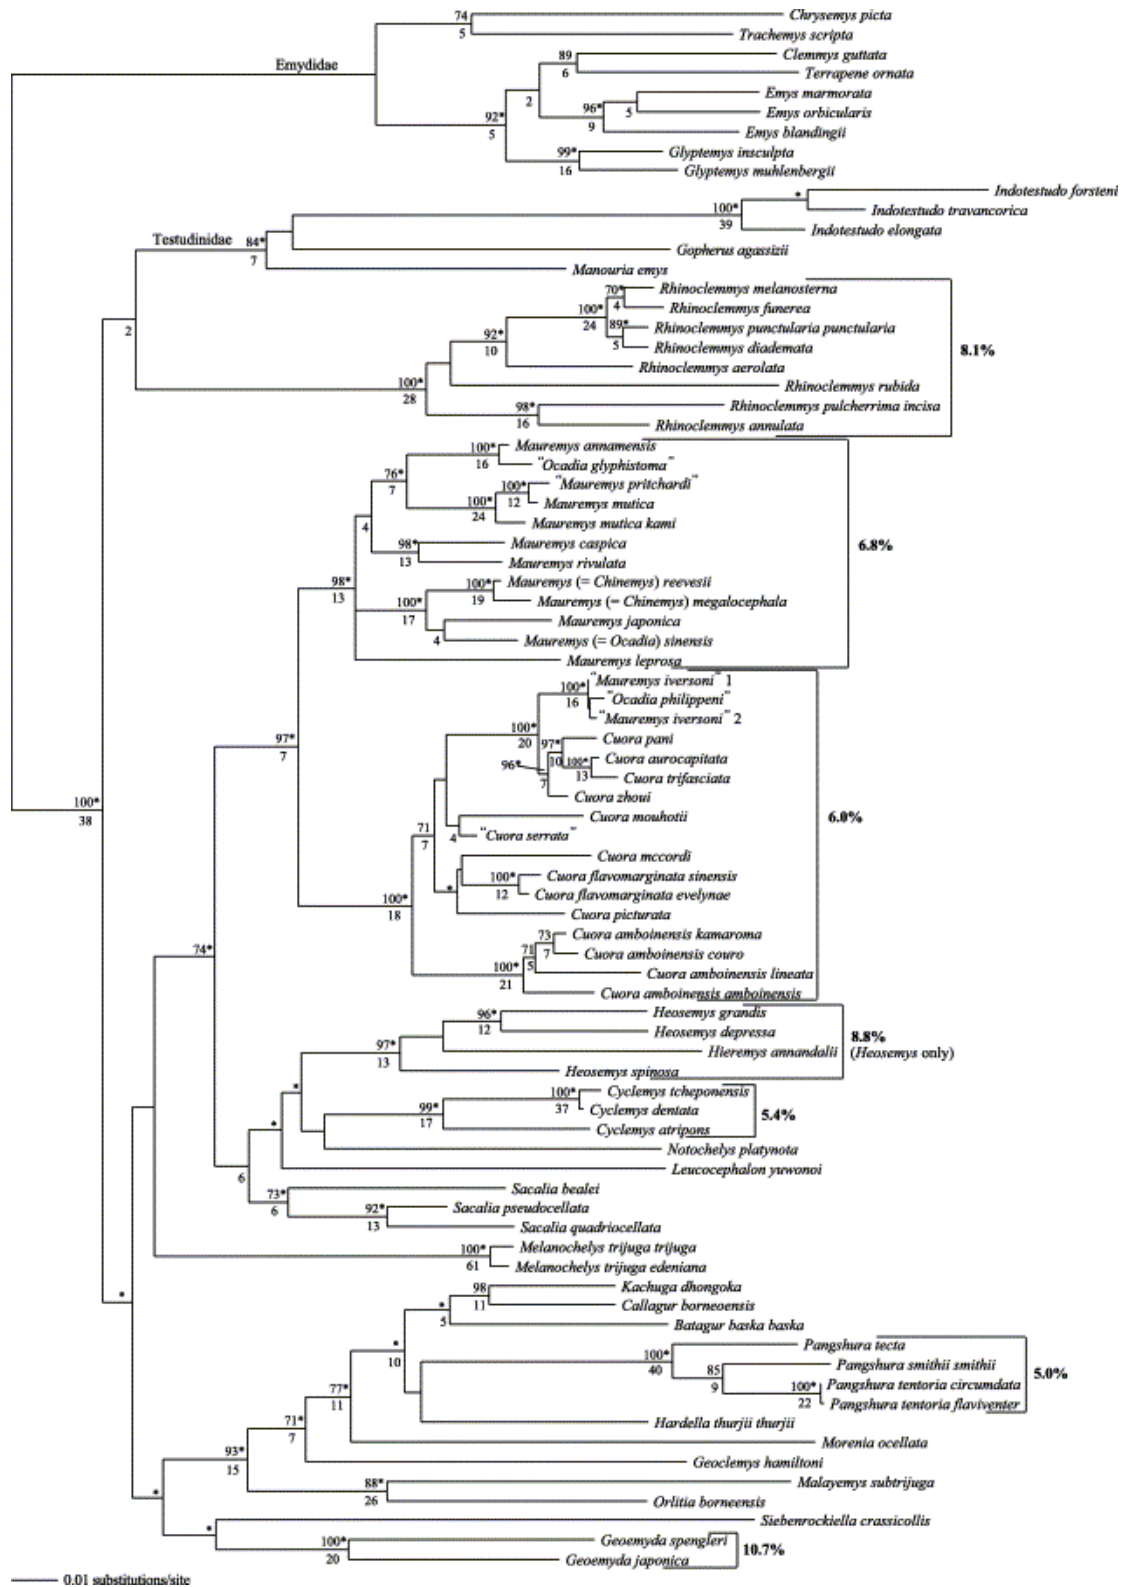 74
Chrysemys picta
5
Trachemys scripta
89
Clemmys guttata
Emydidae
6
Terrapene ornata
2
96*
5
Emys marmorata
92*
9
Emys orbicularis
5
Emys blandingii
99*
Glyptemys insculpta
16
Glyptemys muhlenbergii
*
Indotestudo forsteni
100*
Indotestudo travancorica
39
Indotestudo elongata
Testudinidae
84*
Gopherus agassizii
7
Manouria emys
70*
Rhinoclemmys melanosterna
100*
4
Rhinoclemmys funerea
2
24
89*
Rhinoclemmys punctularia punctularia
92*
5
Rhinoclemmys diademata
8.1%
10
Rhinoclemmys aerolata
100*
Rhinoclemmys rubida
28
98*
Rhinoclemmys pulcherrima incisa
16
Rhinoclemmys annulata
100*
Mauremys annamensis
76*
16
"Ocadia glyphistoma"
7
100*
"Mauremys pritchardi"
100*
12
Mauremys mutica
4
24
Mauremys mutica kami
98*
Mauremys caspica
6.8%
13
Mauremys rivulata
98*
100*
Mauremys (= Chinemys) reevesii
13
100*
19
Mauremys (= Chinemys) megalocephala
17
Mauremys japonica
4
Mauremys (= Ocadia) sinensis
Mauremys leprosa
100*
"Mauremys iversoni" 1
16
"Ocadia philippeni"
100*
"Mauremys iversoni" 2
97*
20
97*
Cuora pani
7
96*
10
100*
Cuora aurocapitata
7
13
Cuora trifasciata
Cuora zhoui
100*
38
71
Cuora mouhotii
6.0%
7
4
"Cuora serrata"
Cuora mccordi
*
100*
Cuora flavomarginata sinensis
100*
12
Cuora flavomarginata evelynae
18
Cuora picturata
73
Cuora amboinensis kamaroma
74*
71
7
Cuora amboinensis couro
100*
5
Cuora amboinensis lineata
21
Cuora amboinensis amboinensis
96*
Heosemys grandis
12
Heosemys depressa
8.8%
97*
Hieremys annandalii
(Heosemys only)
13
Heosemys spinosa
*
100*
Cyclemys tcheponensis
99*
37
Cyclemys dentata
5.4%
*
17
Cyclemys atripons
Notochelys platynota
6
Leucocephalon yuwonoi
73*
Sacalia bealei
6
92*
Sacalia pseudocellata
13
Sacalia quadriocellata
100*
Melanochelys trijuga trijuga
61
Melanochelys trijuga edeniana
*
98
Kachuga dhongoka
*
11
Callagur borneoensis
5
Batagur baska baska
*
Pangshura tecta
10
100*
85
Pangshura smithii smithii
5.0%
40
9
100*
Pangshura tentoria circumdata
77*
22
Pangshura tentoria flaviventer
11
71*
Hardella thurjii thurjii
7
Morenia ocellata
93*
Geoclemys hamiltoni
15
88*
Malayemys subtrijuga
*
26
Orlitia borneensis
*
Siebenrockiella crassicollis
100*
Geoemyda spengleri
10.7%
20
Geoemyda japonica
0.01 substitutions/site